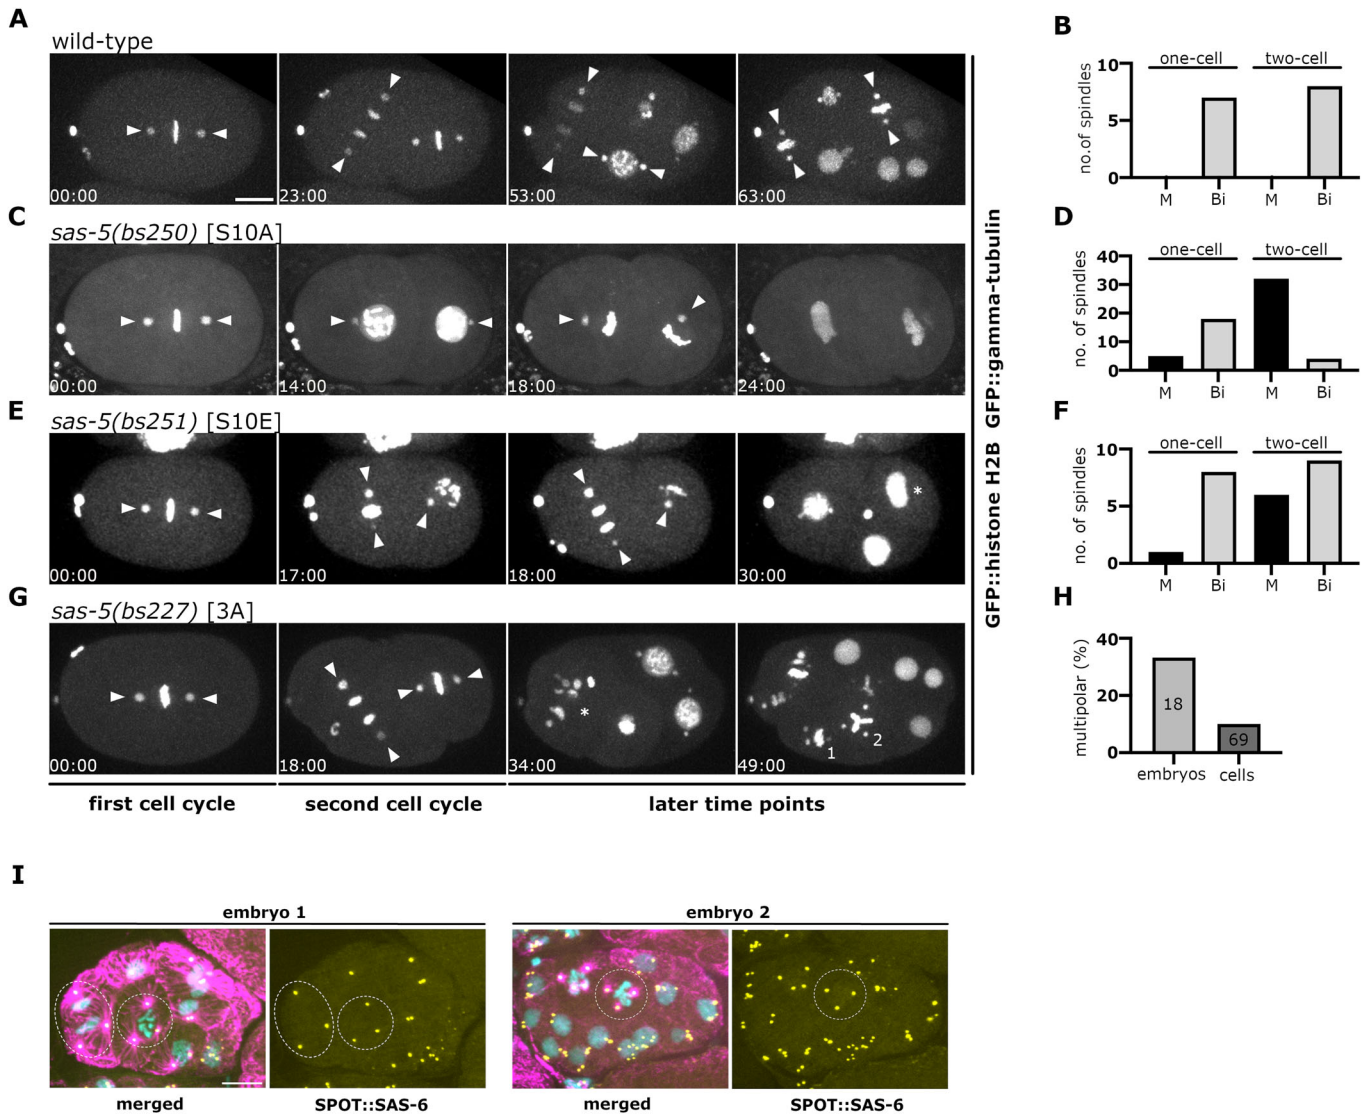 A
wild-type
00:00
23:00
53:00
63:00
B
one-cell two-cell
no.of spindles
10
5
0
M Bi M Bi
C
sas-5(bs250) [S10A]
00:00
14:00
18:00
24:00
D
one-cell two-cell
no. of spindles
40
30
20
10
0
M Bi M Bi
E
sas-5(bs251) [S10E]
00:00
17:00
18:00
30:00
*
F
one-cell two-cell
no. of spindles
10
5
0
M Bi M Bi
G
sas-5(bs227) [3A]
00:00
18:00
34:00
*
49:00
1
2
GFP::histone H2B GFP::gamma-tubulin
H
multipolar (%)
40
20
0
18
69
embryos cells
first cell cycle second cell cycle later time points
I
embryo 1 embryo 2
merged SPOT::SAS-6 merged SPOT::SAS-6